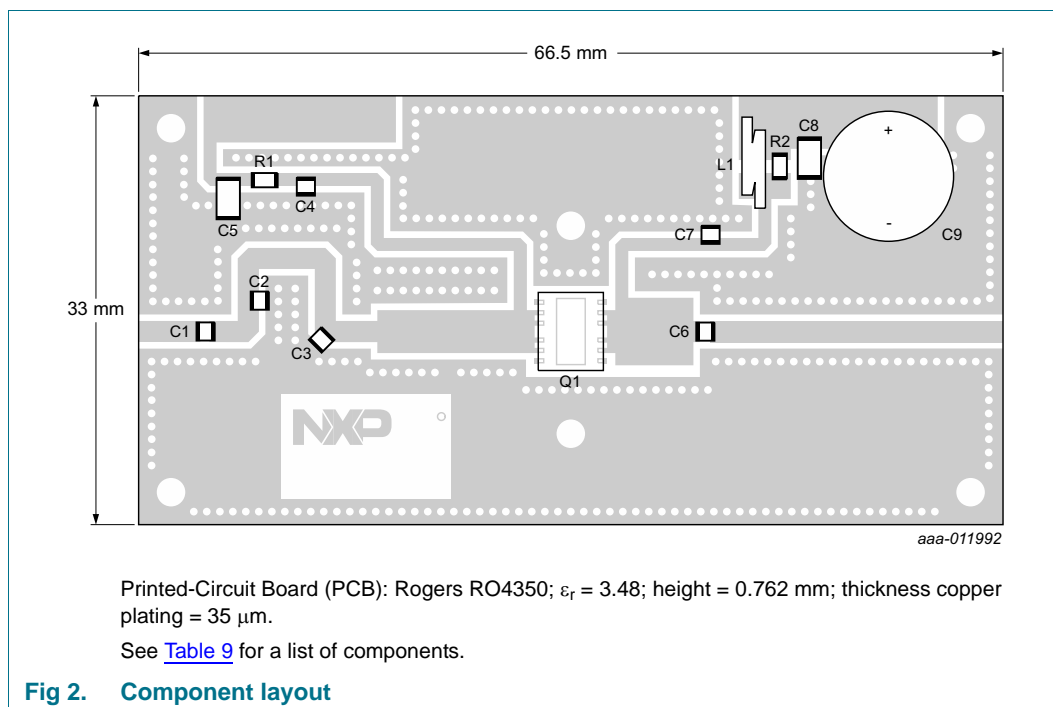 66.5 mm
33 mm
C8
+
R2
L1
R1
C4
C5
C7
-
C9
C2
C1
C3
C6
Q1
NXP
aaa-011992
Printed-Circuit Board (PCB): Rogers RO4350; εr = 3.48; height = 0.762 mm; thickness copper
plating = 35 μm.
See Table 9 for a list of components.
Fig 2. Component layout